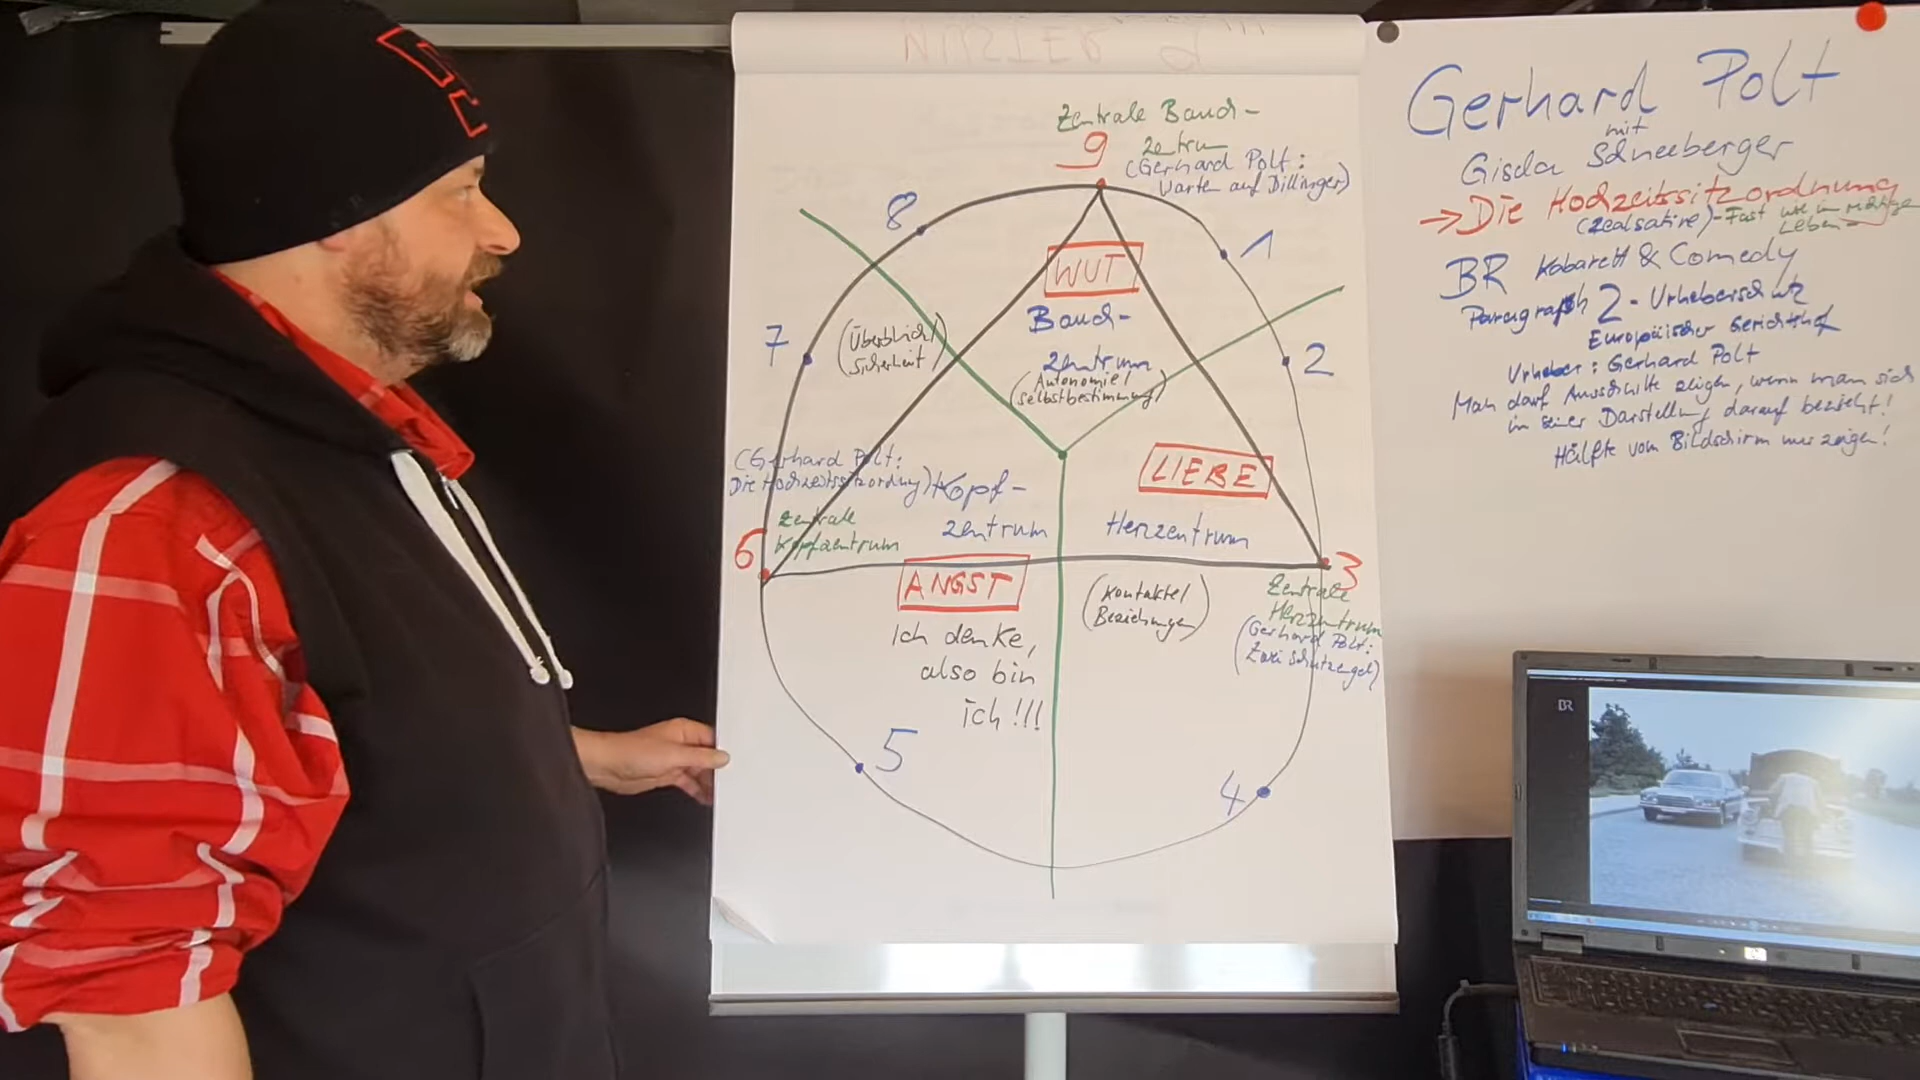 Zentrale Bauch-
zentrum
9
(Gerhard Polt:
Warten auf Dillinger)
8
1
WUT
Bauch-
zentrum
(Autonomie/
Selbstbestimmung)
7
(Überblick/
Sicherheit)
2
(Gerhard Polt:
Die Hochzeitssitzordnung)
Kopf-
zentrum
LIEBE
Herzzentrum
Zentrale
Kopfzentrum
6
ANGST
Ich denke,
also bin
ich!!!
(Kontakte/
Beziehungen)
3
Zentrale
Herzzentrum
(Gerhard Polt:
Zwei Schutzengel)
5
4
Gerhard Polt
mit
Gisela Schneeberger
→ Die Hochzeitssitzordnung
(Realsatire) - Fast wie im richtigen
Leben -
BR Kabarett & Comedy
Paragraph 2 - Urheberschutz
Europäischer Gerichtshof
Urheber: Gerhard Polt
Man darf Ausschnitte zeigen, wenn man sich
in seiner Darstellung darauf bezieht!
Hälfte vom Bildschirm nur zeigen!
BR